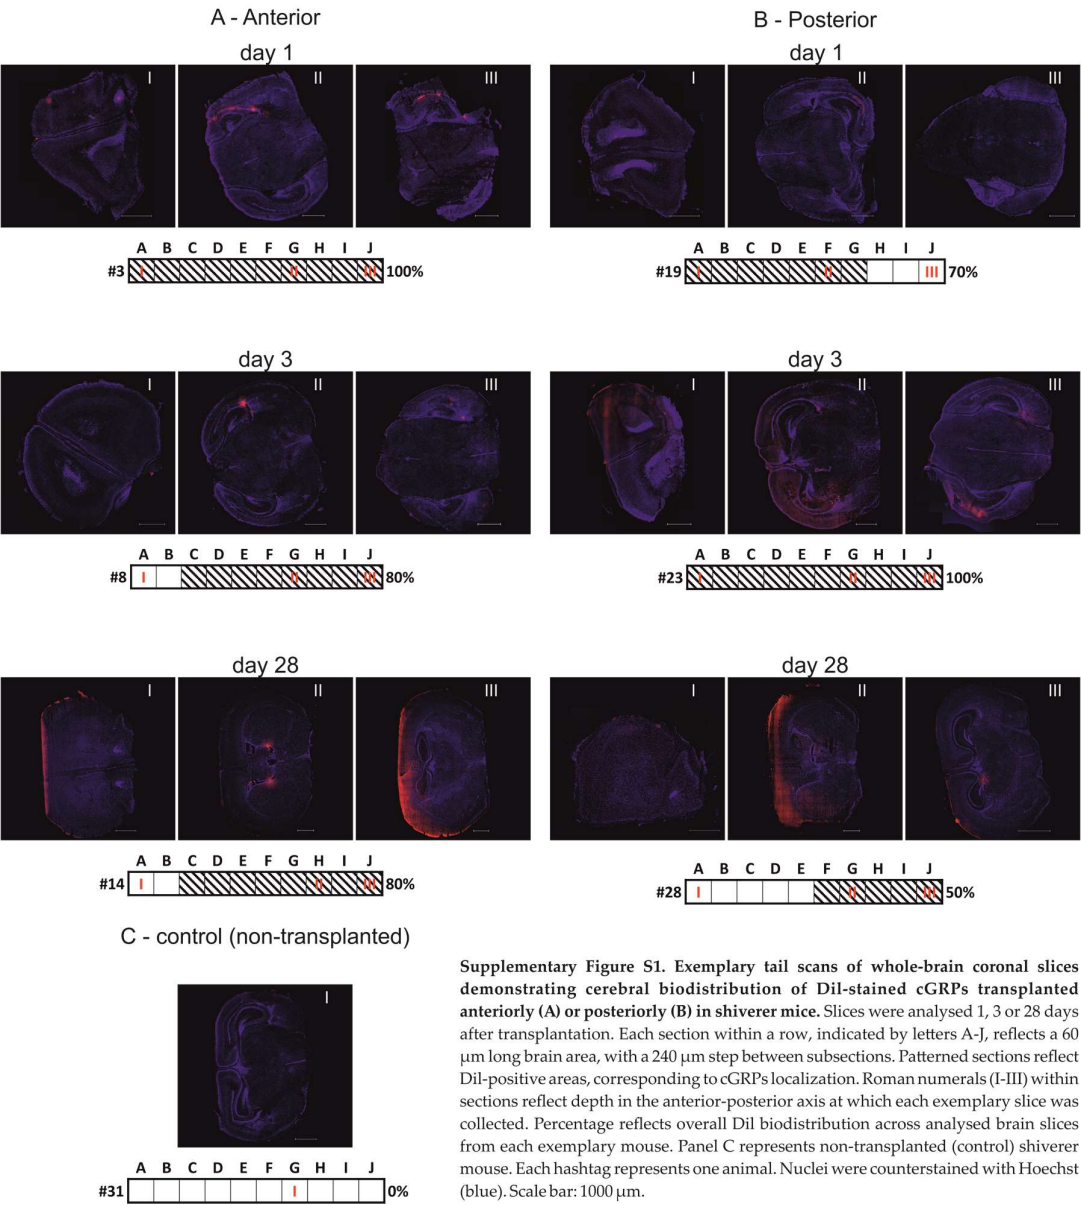 A - Anterior
day 1
I
II
III
A B C D E F G H I J
#3 I II III 100%
day 3
I
II
III
A B C D E F G H I J
#8 I II III 80%
day 28
I
II
III
A B C D E F G H I J
#14 I II III 80%
B - Posterior
day 1
I
II
III
A B C D E F G H I J
#19 I II III 70%
day 3
I
II
III
A B C D E F G H I J
#23 I II III 100%
day 28
I
II
III
A B C D E F G H I J
#28 I II III 50%
C - control (non-transplanted)
I
A B C D E F G H I J
#31 I 0%
Supplementary Figure S1. Exemplary tail scans of whole-brain coronal slices
demonstrating cerebral biodistribution of Dil-stained cGRPs transplanted
anteriorly (A) or posteriorly (B) in shiverer mice. Slices were analysed 1, 3 or 28 days
after transplantation. Each section within a row, indicated by letters A-J, reflects a 60
µm long brain area, with a 240 µm step between subsections. Patterned sections reflect
Dil-positive areas, corresponding to cGRPs localization. Roman numerals (I-III) within
sections reflect depth in the anterior-posterior axis at which each exemplary slice was
collected. Percentage reflects overall Dil biodistribution across analysed brain slices
from each exemplary mouse. Panel C represents non-transplanted (control) shiverer
mouse. Each hashtag represents one animal. Nuclei were counterstained with Hoechst
(blue). Scale bar: 1000 µm.